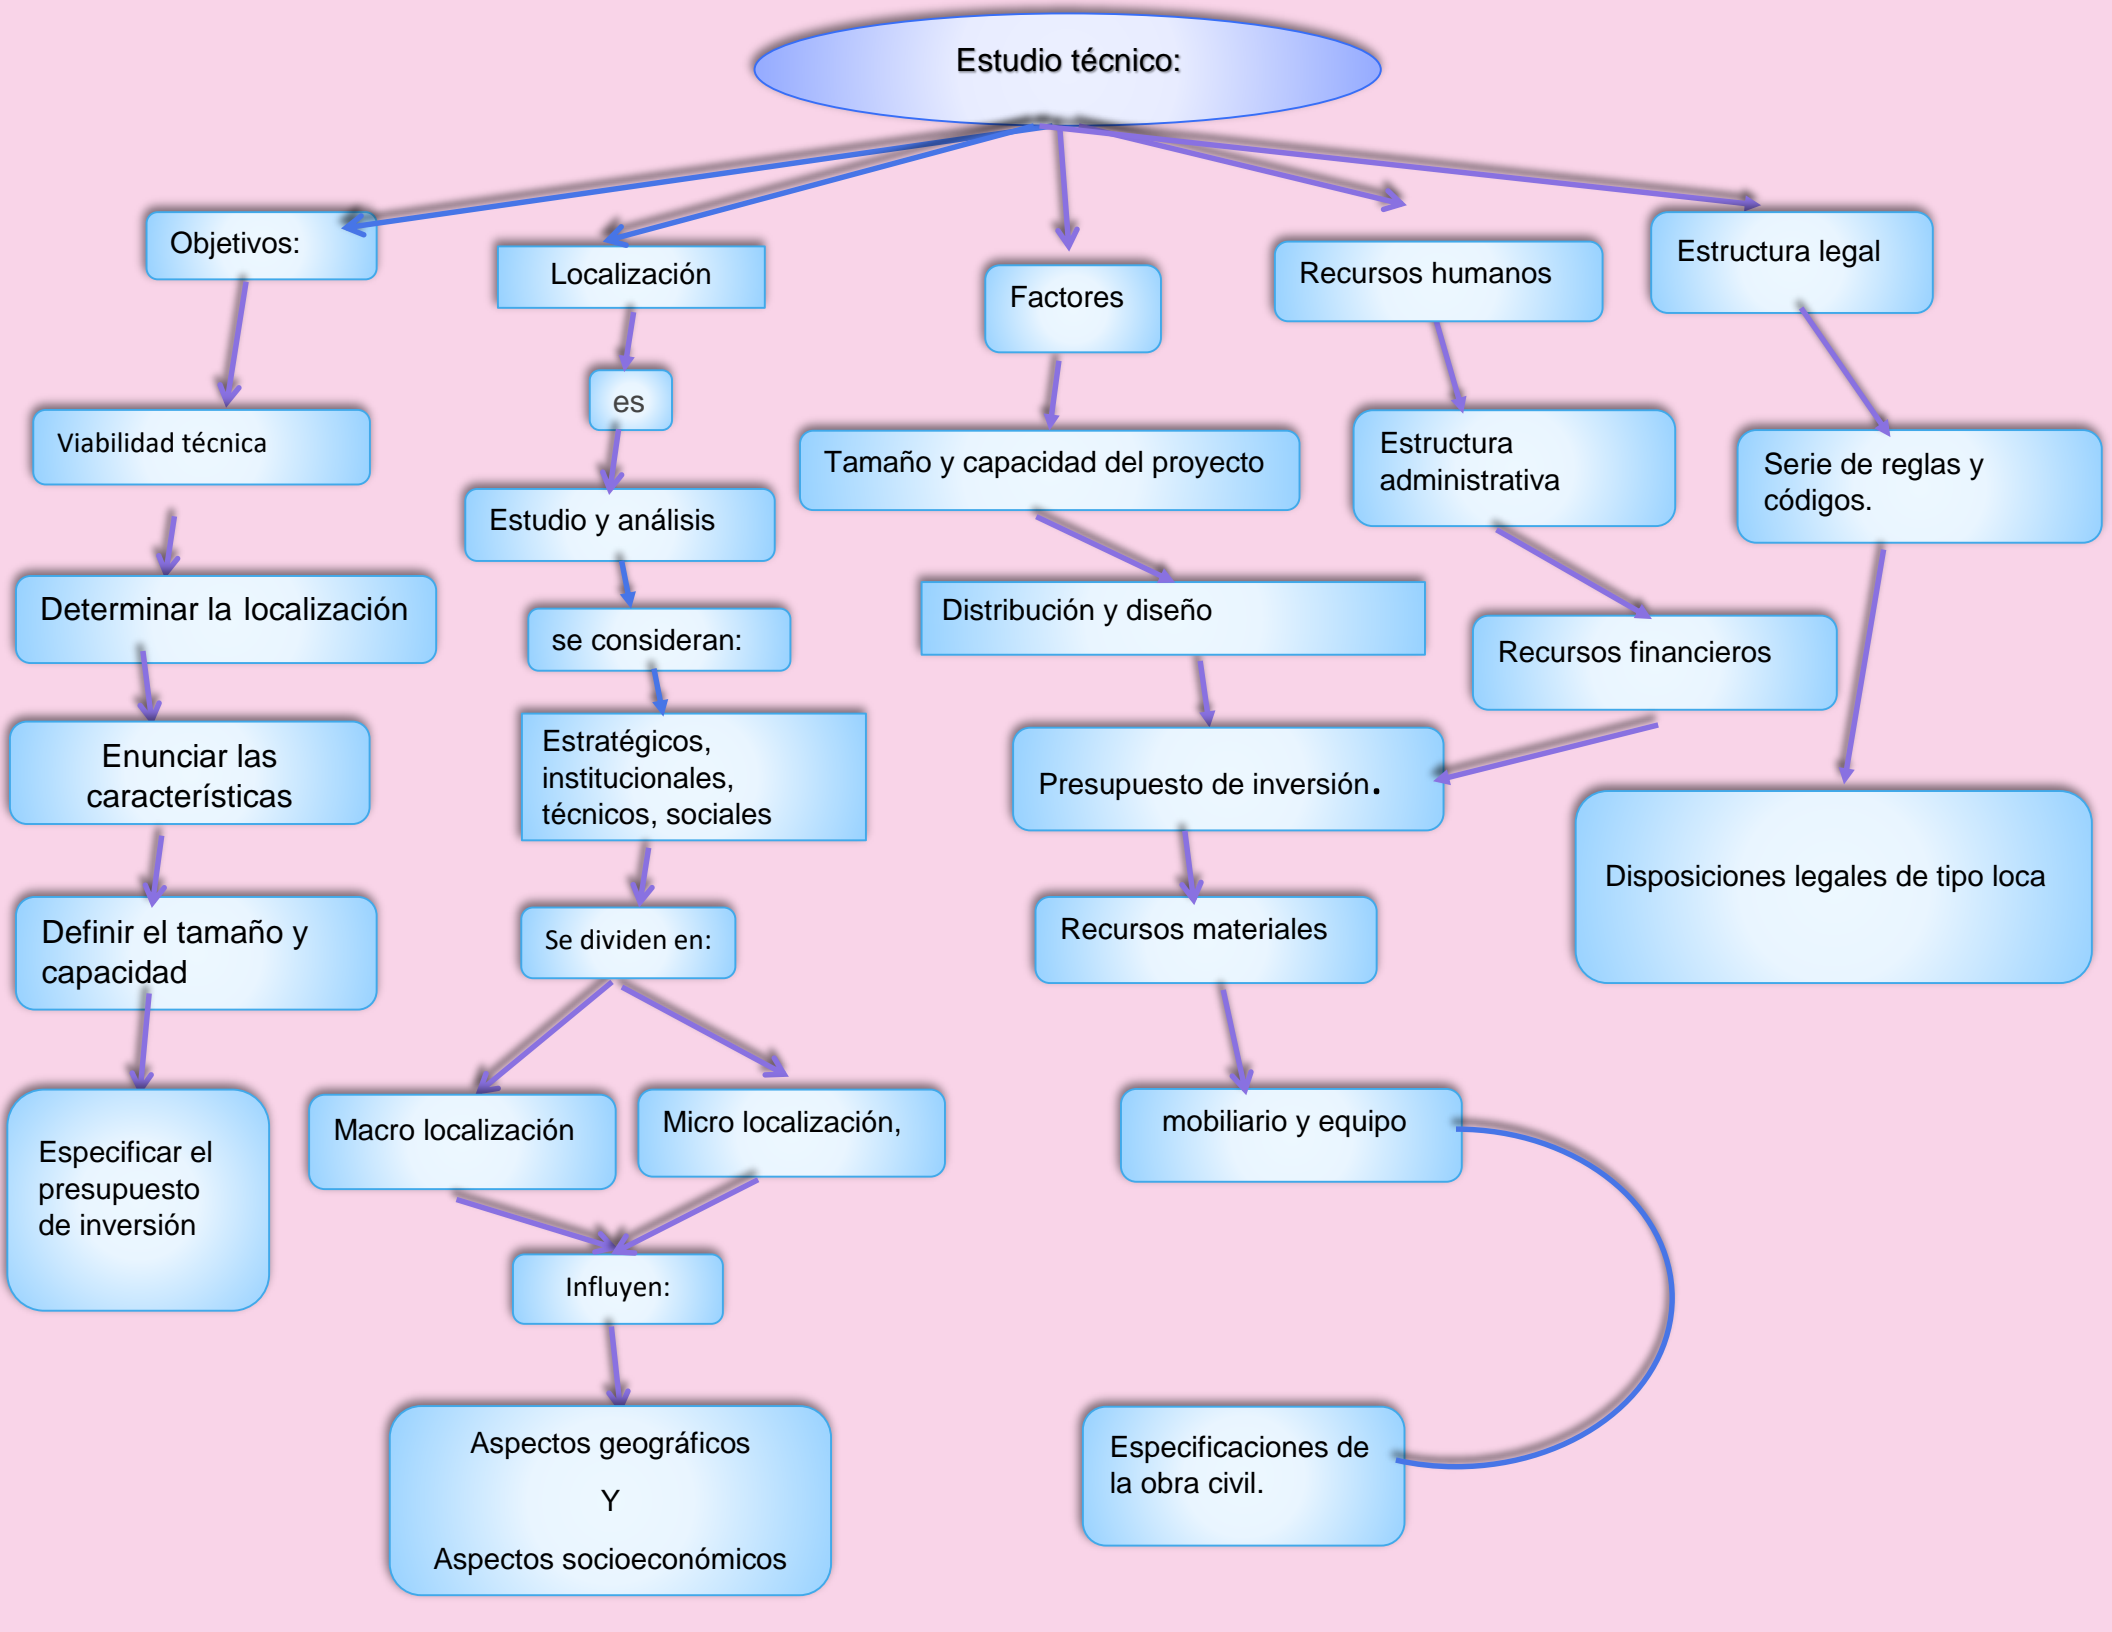 Estudio técnico:
Objetivos:
Localización
Factores
Recursos humanos
Estructura legal
es
Viabilidad técnica
Estudio y análisis
Tamaño y capacidad del proyecto
Estructura
administrativa
Serie de reglas y
códigos.
Determinar la localización
se consideran:
Distribución y diseño
Recursos financieros
Enunciar las
características
Estratégicos,
institucionales,
técnicos, sociales
Presupuesto de inversión.
Disposiciones legales de tipo loca
Definir el tamaño y
capacidad
Se dividen en:
Recursos materiales
Especificar el
presupuesto
de inversión
Macro localización
Micro localización,
mobiliario y equipo
Influyen:
Aspectos geográficos
Y
Aspectos socioeconómicos
Especificaciones de
la obra civil.